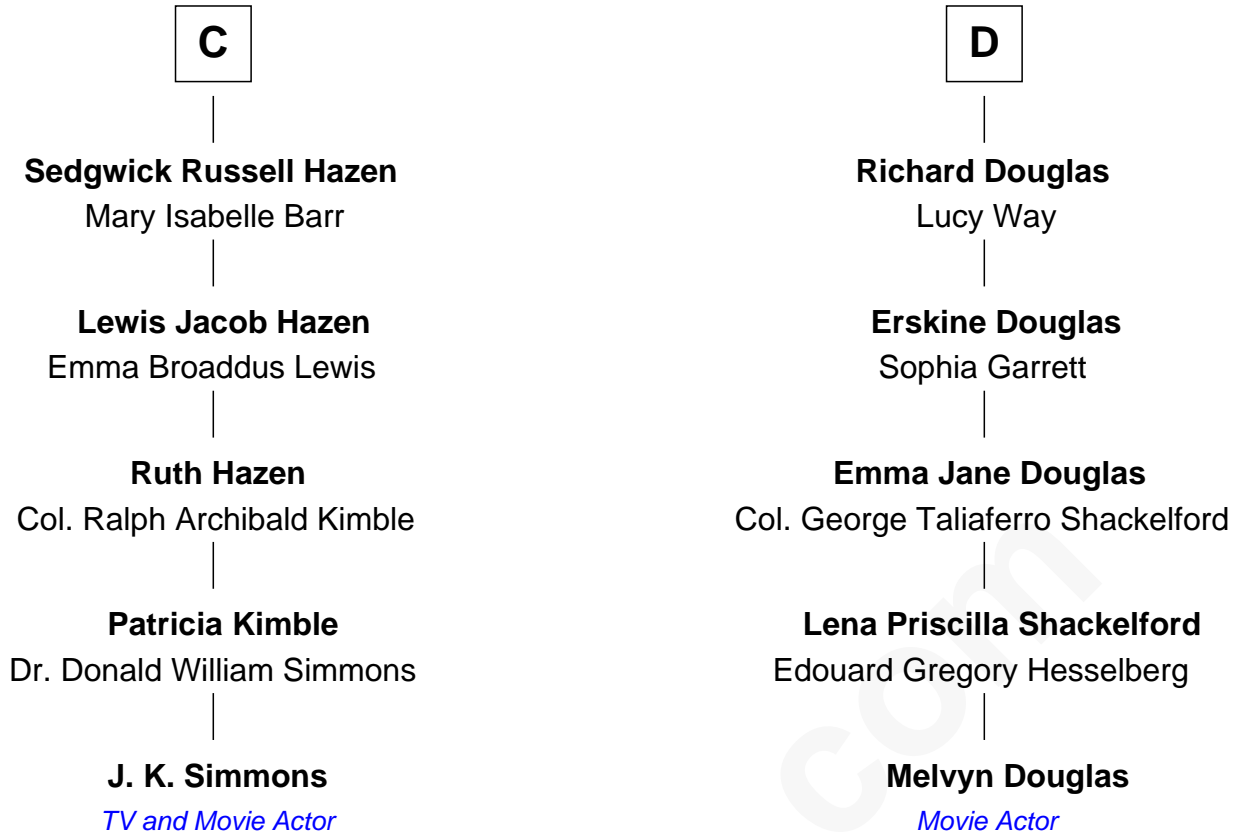 C
Sedgwick Russell Hazen
Mary Isabelle Barr
Lewis Jacob Hazen
Emma Broaddus Lewis
Ruth Hazen
Col. Ralph Archibald Kimble
Patricia Kimble
Dr. Donald William Simmons
J. K. Simmons
TV and Movie Actor
D
Richard Douglas
Lucy Way
Erskine Douglas
Sophia Garrett
Emma Jane Douglas
Col. George Taliaferro Shackelford
Lena Priscilla Shackelford
Edouard Gregory Hesselberg
Melvyn Douglas
Movie Actor
com